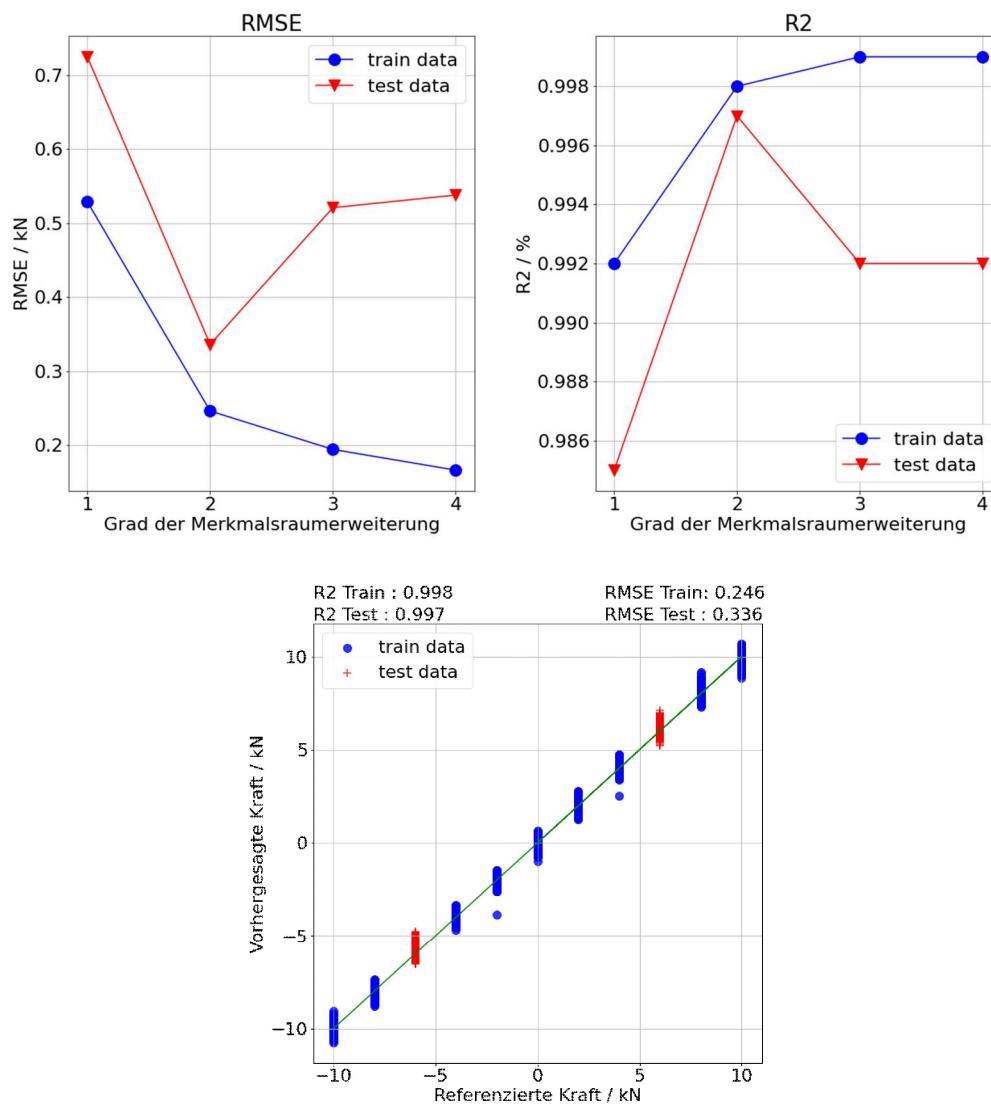 RMSE
0.7
0.6
0.5
0.4
0.3
0.2
RMSE / kN
train data
test data
1 2 3 4
Grad der Merkmalsraumerweiterung
R2
0.998
0.996
0.994
0.992
0.990
0.988
0.986
R2 / %
train data
test data
1 2 3 4
Grad der Merkmalsraumerweiterung
R2 Train : 0.998 RMSE Train: 0.246
R2 Test : 0.997 RMSE Test : 0.336
train data
test data
10
5
0
−5
−10
Vorhergesagte Kraft / kN
−10 −5 0 5 10
Referenzierte Kraft / kN